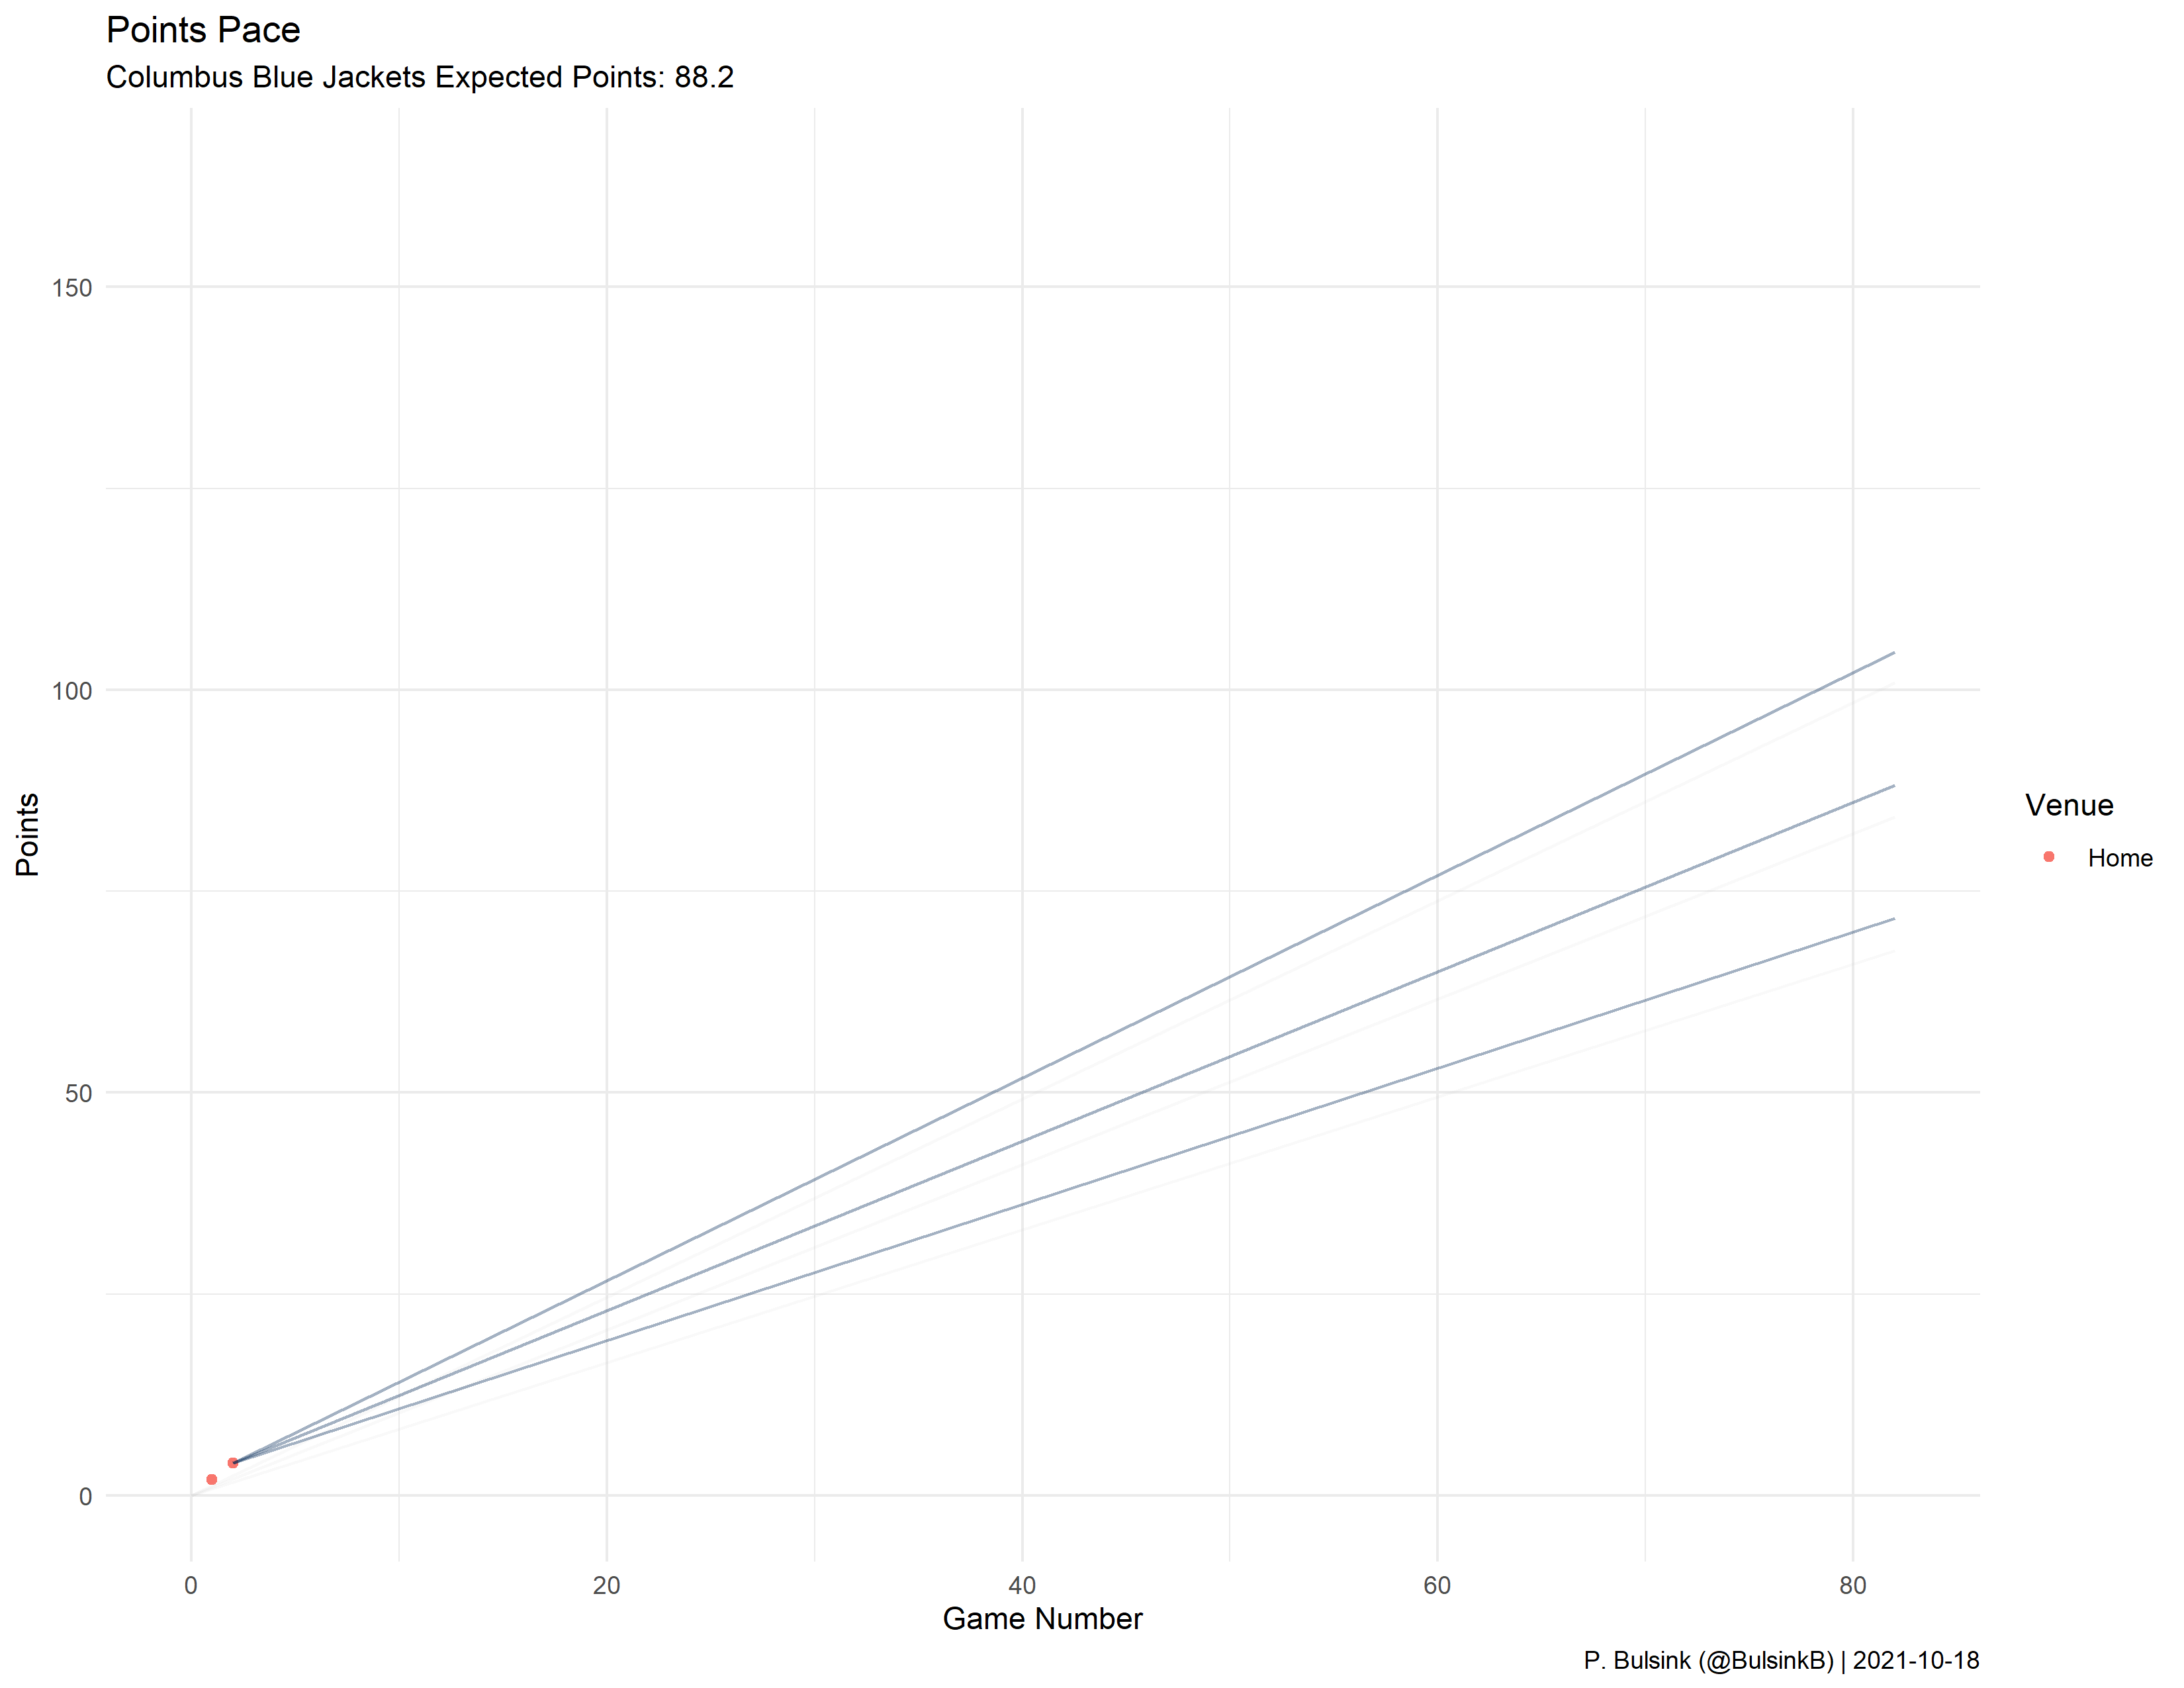 Points Pace
Columbus Blue Jackets Expected Points: 88.2
150
100
50
0
Points
0 20 40 60 80
Game Number
Venue
Home
P. Bulsink (@BulsinkB) | 2021-10-18